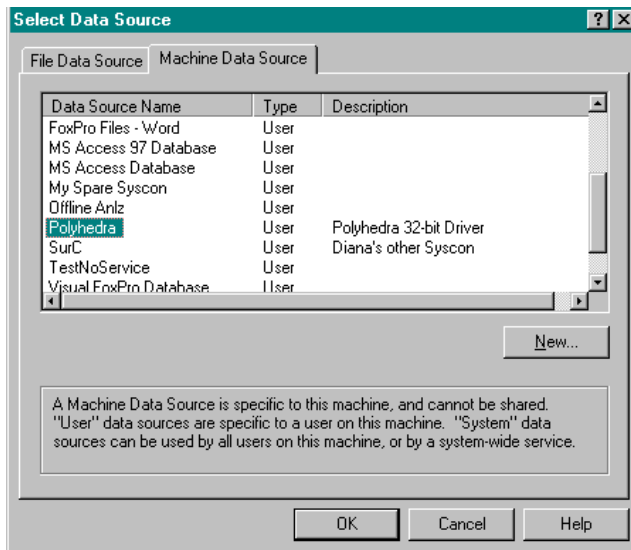 Select Data Source
File Data Source Machine Data Source
Data Source Name Type Description
FoxPro Files - Word User
MS Access 97 Database User
MS Access Database User
My Spare Syscon User
Offline Anlz User
Polyhedra User Polyhedra 32-bit Driver
SurC User Diana's other Syscon
TestNoService User
Visual FoxPro Database User
New...
A Machine Data Source is specific to this machine, and cannot be shared.
"User" data sources are specific to a user on this machine. "System" data
sources can be used by all users on this machine, or by a system-wide service.
OK Cancel Help